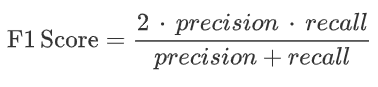 F1 Score = 2 · precision · recall / precision + recall